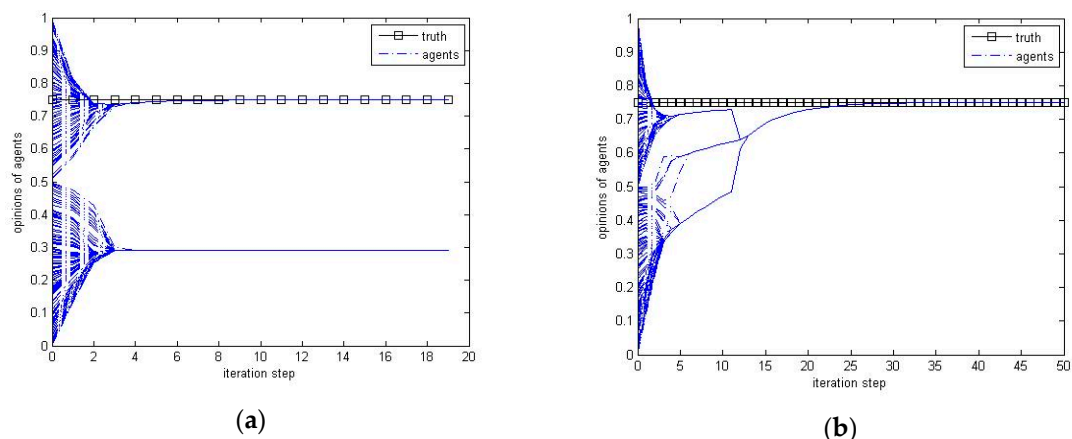 1
0.9
0.8
0.7
0.6
0.5
0.4
0.3
0.2
0.1
0
opinions of agents
0 2 4 6 8 10 12 14 16 18 20
iteration step
truth
agents
(a)
1
0.9
0.8
0.7
0.6
0.5
0.4
0.3
0.2
0.1
0
opinions of agents
0 5 10 15 20 25 30 35 40 45 50
iteration step
truth
agents
(b)